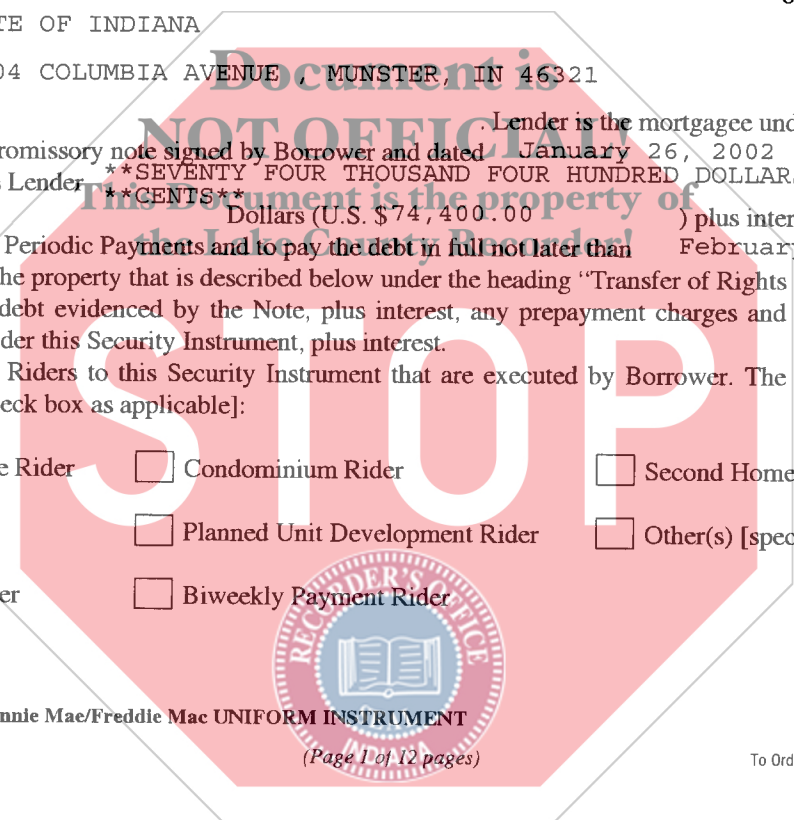 TE OF INDIANA
04 COLUMBIA AVENUE , MUNSTER, IN 46321
Document is
NOT OFFICIAL!
This Document is the property of
the Lake County Recorder!
. Lender is the mortgagee und
romissory note signed by Borrower and dated January 26, 2002
s Lender **SEVENTY FOUR THOUSAND FOUR HUNDRED DOLLARS
**CENTS**
Dollars (U.S. $74,400.00 ) plus inter
Periodic Payments and to pay the debt in full not later than February
he property that is described below under the heading “Transfer of Rights
debt evidenced by the Note, plus interest, any prepayment charges and
der this Security Instrument, plus interest.
Riders to this Security Instrument that are executed by Borrower. The
eck box as applicable]:
STOP
e Rider Condominium Rider Second Home
Planned Unit Development Rider Other(s) [spec
er Biweekly Payment Rider
RECORDER'S OFFICE
INDIANA
nnie Mae/Freddie Mac UNIFORM INSTRUMENT
(Page 1 of 12 pages)
To Ord